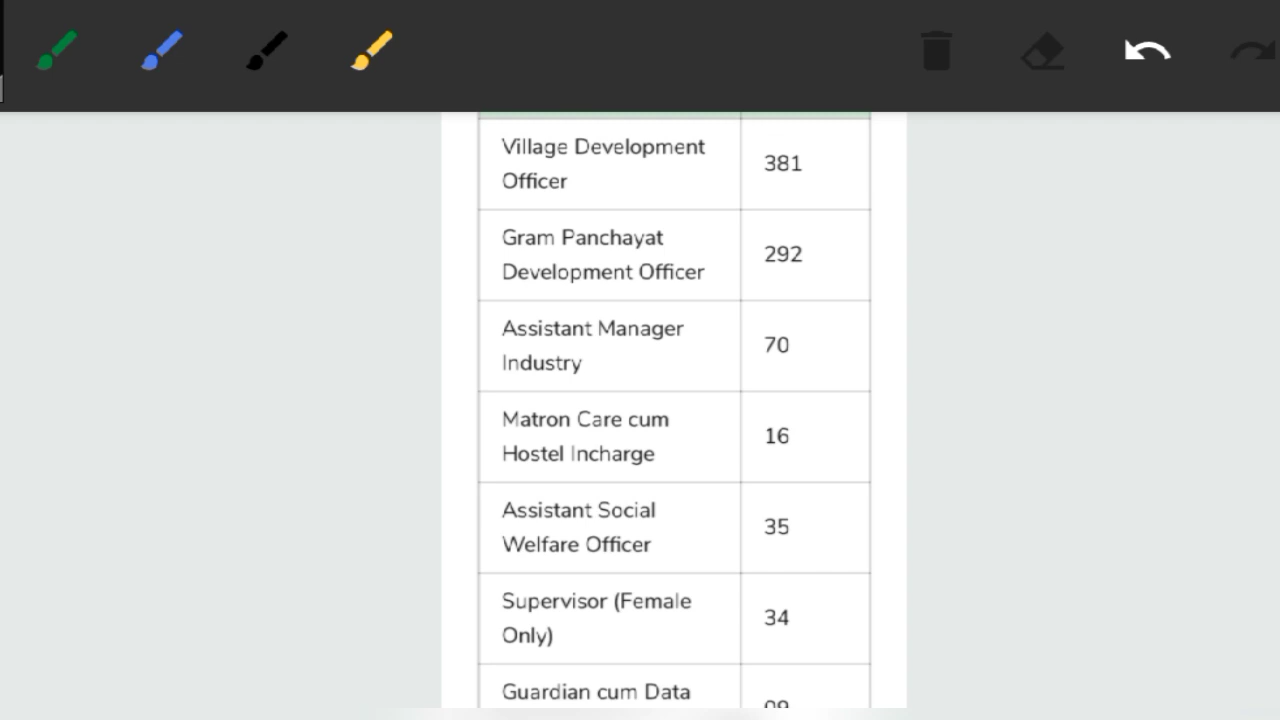 Village Development
Officer
381
Gram Panchayat
Development Officer
292
Assistant Manager
Industry
70
Matron Care cum
Hostel Incharge
16
Assistant Social
Welfare Officer
35
Supervisor (Female
Only)
34
Guardian cum Data